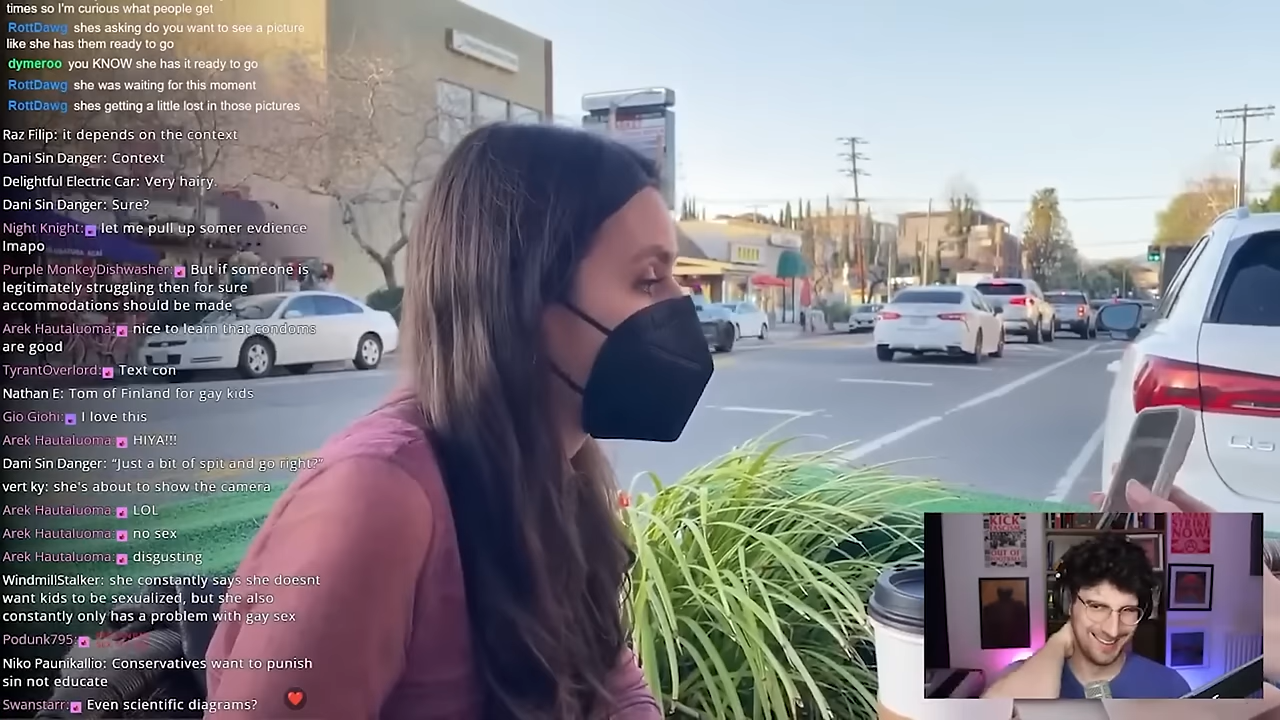 times so I'm curious what people get
RottDawg shes asking do you want to see a picture
like she has them ready to go
dymeroo you KNOW she has it ready to go
RottDawg she was waiting for this moment
RottDawg shes getting a little lost in those pictures
Raz Filip: it depends on the context
Dani Sin Danger: Context
Delightful Electric Car: Very hairy.
Dani Sin Danger: Sure?
Night Knight: let me pull up somer evdience
lmapo
Purple MonkeyDishwasher: But if someone is
legitimately struggling then for sure
accommodations should be made
Arek Hautaluoma: nice to learn that condoms
are good
TyrantOverlord: Text con
Nathan E: Tom of Finland for gay kids
Gio Giohi: I love this
Arek Hautaluoma: HIYA!!!
Dani Sin Danger: "Just a bit of spit and go right?"
vert ky: she's about to show the camera
Arek Hautaluoma: LOL
Arek Hautaluoma: no sex
Arek Hautaluoma: disgusting
WindmillStalker: she constantly says she doesnt
want kids to be sexualized, but she also
constantly only has a problem with gay sex
Podunk795:
Niko Paunikallio: Conservatives want to punish
sin not educate
Swanstarr: Even scientific diagrams?
KICK
FASCISM
OUT OF
FOOTBALL
STRIKE
NOW!